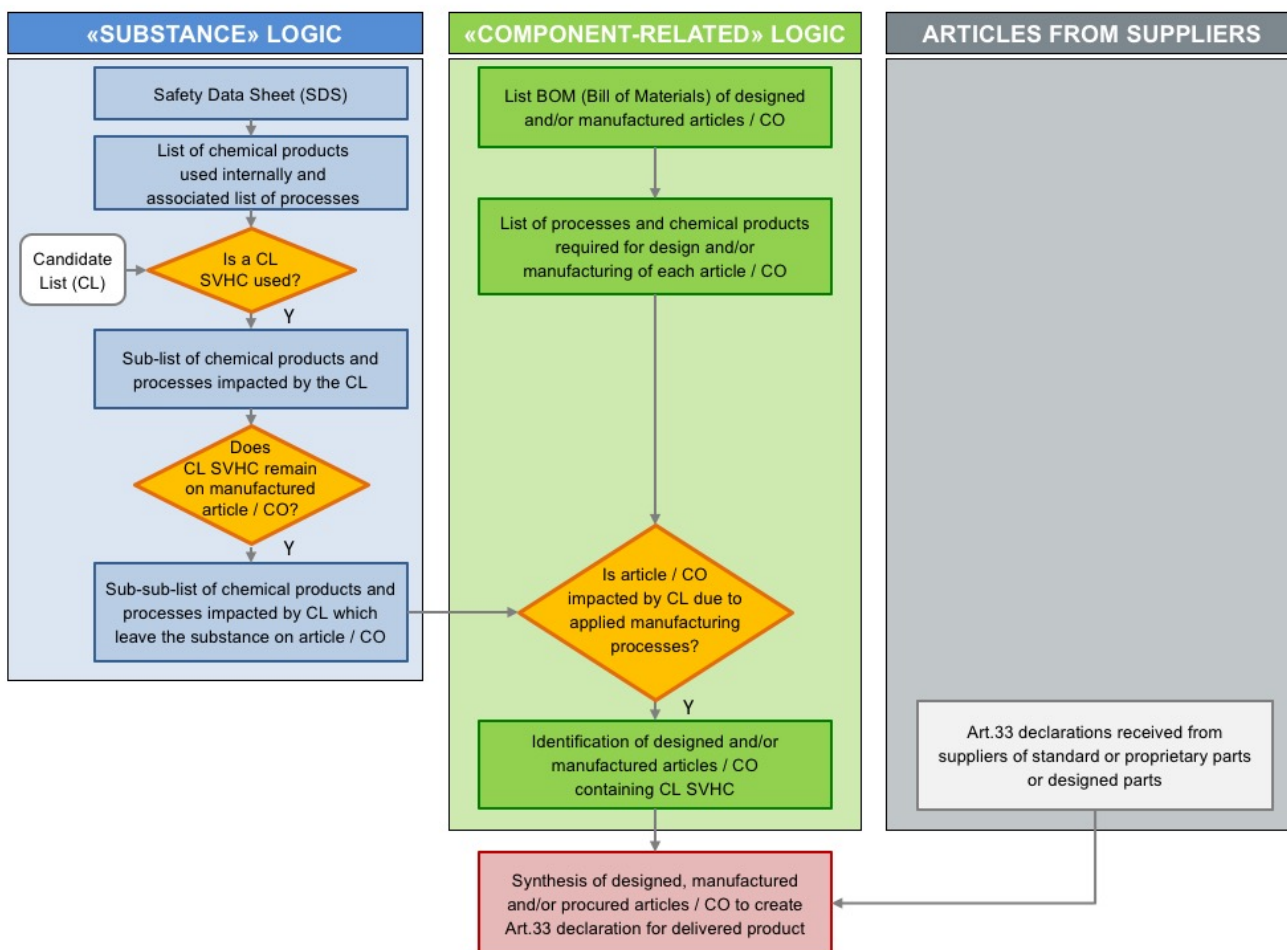 «SUBSTANCE» LOGIC
Safety Data Sheet (SDS)
List of chemical products
used internally and
associated list of processes
Candidate
List (CL)
Is a CL
SVHC used?
Y
Sub-list of chemical products and
processes impacted by the CL
Does
CL SVHC remain
on manufactured
article / CO?
Y
Sub-sub-list of chemical products and
processes impacted by CL which
leave the substance on article / CO
«COMPONENT-RELATED» LOGIC
List BOM (Bill of Materials) of designed
and/or manufactured articles / CO
List of processes and chemical products
required for design and/or
manufacturing of each article / CO
Is article / CO
impacted by CL due to
applied manufacturing
processes?
Y
Identification of designed and/or
manufactured articles / CO
containing CL SVHC
ARTICLES FROM SUPPLIERS
Art.33 declarations received from
suppliers of standard or proprietary parts
or designed parts
Synthesis of designed, manufactured
and/or procured articles / CO to create
Art.33 declaration for delivered product